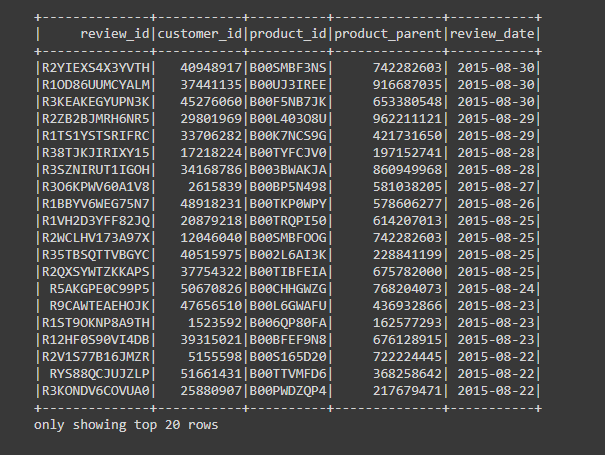 +--------------+-----------+----------+--------------+-----------+
|     review_id|customer_id|product_id|product_parent|review_date|
+--------------+-----------+----------+--------------+-----------+
|R2YIEXS4X3YVTH|   40948917|B00SMBF3NS|     742282603| 2015-08-30|
|R1OD86UUMCYALM|   37441135|B00UJ3IREE|     916687035| 2015-08-30|
|R3KEAKEGYUPN3K|   45276060|B00F5NB7JK|     653380548| 2015-08-30|
|R2ZB2BJMRH6NR5|   29801969|B00L403O8U|     962211121| 2015-08-29|
|R1TS1YSTSRIFRC|   33706282|B00K7NCS9G|     421731650| 2015-08-29|
|R38TJKJIRIXY15|   17218224|B00TYFCJV0|     197152741| 2015-08-28|
|R3SZNIRUT1IGOH|   34168786|B003BWAKJA|     860949968| 2015-08-28|
|R3O6KPWV60A1V8|    2615839|B00BP5N498|     581038205| 2015-08-27|
|R1BBYV6WEG75N7|   48918231|B00TKP0WPY|     578606277| 2015-08-26|
|R1VH2D3YFF82JQ|   20879218|B00TRQPI50|     614207013| 2015-08-25|
|R2WCLHV173A97X|   12046040|B00SMBFOOG|     742282603| 2015-08-25|
|R35TBSQTTVBGYC|   40515975|B002L6AI3K|     228841199| 2015-08-25|
|R2QXSYWTZKKAPS|   37754322|B00TIBFEIA|     675782000| 2015-08-25|
| R5AKGPE0C99P5|   50670826|B00CHHGWZG|     768204073| 2015-08-24|
| R9CAWTEAEHOJK|   47656510|B00L6GWAFU|     436932866| 2015-08-23|
|R1ST9OKNP8A9TH|    1523592|B006QP80FA|     162577293| 2015-08-23|
|R12HF0S90VI4DB|   39315021|B00BFEF9N8|     676128915| 2015-08-23|
|R2V1S77B16JMZR|    5155598|B00S165D20|     722224445| 2015-08-22|
| RYS88QCJUJZLP|   51661431|B00TTVMFD6|     368258642| 2015-08-22|
|R3KONDV6COVUA0|   25880907|B00PWDZQP4|     217679471| 2015-08-22|
+--------------+-----------+----------+--------------+-----------+
only showing top 20 rows